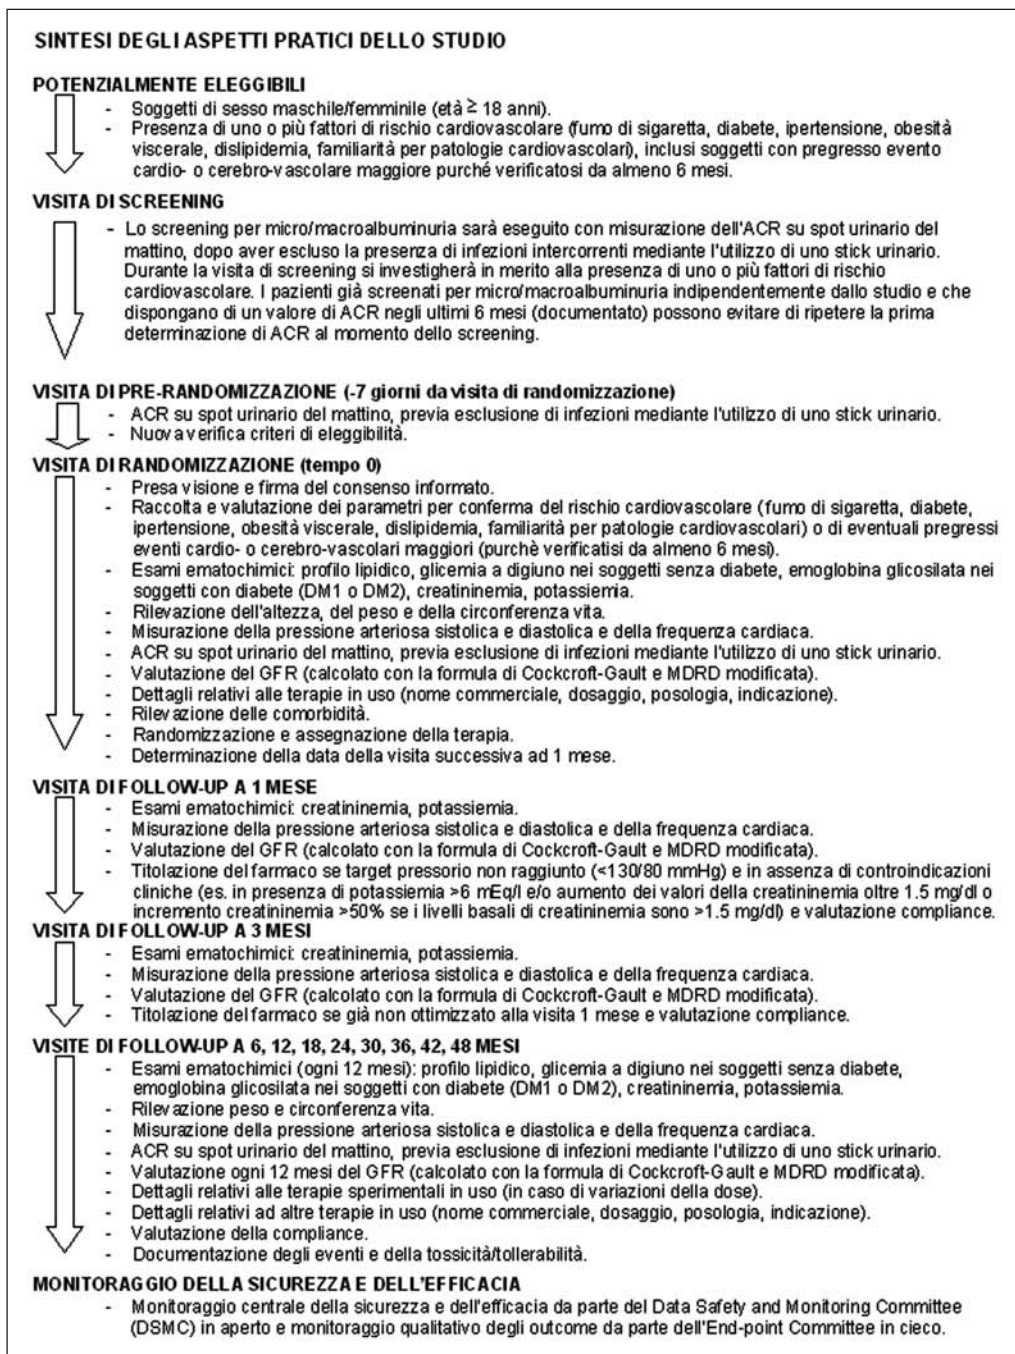 SINTESI DEGLI ASPETTI PRATICI DELLO STUDIO
POTENZIALMENTE ELEGGIBILI
- Soggetti di sesso maschile/femminile (età ≥ 18 anni).
- Presenza di uno o più fattori di rischio cardiovascolare (fumo di sigaretta, diabete, ipertensione, obesità
viscerale, dislipidemia, familiarità per patologie cardiovascolari), inclusi soggetti con pregresso evento
cardio- o cerebro-vascolare maggiore purché verificatosi da almeno 6 mesi.
VISITA DI SCREENING
- Lo screening per micro/macroalbuminuria sarà eseguito con misurazione dell'ACR su spot urinario del
mattino, dopo aver escluso la presenza di infezioni intercorrenti mediante l'utilizzo di uno stick urinario.
Durante la visita di screening si investigherà in merito alla presenza di uno o più fattori di rischio
cardiovascolare. I pazienti già screenati per micro/macroalbuminuria indipendentemente dallo studio e che
dispongano di un valore di ACR negli ultimi 6 mesi (documentato) possono evitare di ripetere la prima
determinazione di ACR al momento dello screening.
VISITA DI PRE-RANDOMIZZAZIONE (-7 giorni da visita di randomizzazione)
- ACR su spot urinario del mattino, previa esclusione di infezioni mediante l'utilizzo di uno stick urinario.
- Nuova verifica criteri di eleggibilità.
VISITA DI RANDOMIZZAZIONE (tempo 0)
- Presa visione e firma del consenso informato.
- Raccolta e valutazione dei parametri per conferma del rischio cardiovascolare (fumo di sigaretta, diabete,
ipertensione, obesità viscerale, dislipidemia, familiarità per patologie cardiovascolari) o di eventuali pregressi
eventi cardio- o cerebro-vascolari maggiori (purchè verificatisi da almeno 6 mesi).
- Esami ematochimici: profilo lipidico, glicemia a digiuno nei soggetti senza diabete, emoglobina glicosilata nei
soggetti con diabete (DM1 o DM2), creatininemia, potassiemia.
- Rilevazione dell'altezza, del peso e della circonferenza vita.
- Misurazione della pressione arteriosa sistolica e diastolica e della frequenza cardiaca.
- ACR su spot urinario del mattino, previa esclusione di infezioni mediante l'utilizzo di uno stick urinario.
- Valutazione del GFR (calcolato con la formula di Cockcroft-Gault e MDRD modificata).
- Dettagli relativi alle terapie in uso (nome commerciale, dosaggio, posologia, indicazione).
- Rilevazione delle comorbidità.
- Randomizzazione e assegnazione della terapia.
- Determinazione della data della visita successiva ad 1 mese.
VISITA DI FOLLOW-UP A 1 MESE
- Esami ematochimici: creatininemia, potassiemia.
- Misurazione della pressione arteriosa sistolica e diastolica e della frequenza cardiaca.
- Valutazione del GFR (calcolato con la formula di Cockcroft-Gault e MDRD modificata).
- Titolazione del farmaco se target pressorio non raggiunto (<130/80 mmHg) e in assenza di controindicazioni
cliniche (es. in presenza di potassiemia >6 mEq/l e/o aumento dei valori della creatininemia oltre 1.5 mg/dl o
incremento creatininemia >50% se i livelli basali di creatininemia sono >1.5 mg/dl) e valutazione compliance.
VISITA DI FOLLOW-UP A 3 MESI
- Esami ematochimici: creatininemia, potassiemia.
- Misurazione della pressione arteriosa sistolica e diastolica e della frequenza cardiaca.
- Valutazione del GFR (calcolato con la formula di Cockcroft-Gault e MDRD modificata).
- Titolazione del farmaco se già non ottimizzato alla visita 1 mese e valutazione compliance.
VISITE DI FOLLOW-UP A 6, 12, 18, 24, 30, 36, 42, 48 MESI
- Esami ematochimici (ogni 12 mesi): profilo lipidico, glicemia a digiuno nei soggetti senza diabete,
emoglobina glicosilata nei soggetti con diabete (DM1 o DM2), creatininemia, potassiemia.
- Rilevazione peso e circonferenza vita.
- Misurazione della pressione arteriosa sistolica e diastolica e della frequenza cardiaca.
- ACR su spot urinario del mattino, previa esclusione di infezioni mediante l'utilizzo di uno stick urinario.
- Valutazione ogni 12 mesi del GFR (calcolato con la formula di Cockcroft-Gault e MDRD modificata).
- Dettagli relativi alle terapie sperimentali in uso (in caso di variazioni della dose).
- Dettagli relativi ad altre terapie in uso (nome commerciale, dosaggio, posologia, indicazione).
- Valutazione della compliance.
- Documentazione degli eventi e della tossicità/tollerabilità.
MONITORAGGIO DELLA SICUREZZA E DELL'EFFICACIA
- Monitoraggio centrale della sicurezza e dell'efficacia da parte del Data Safety and Monitoring Committee
(DSMC) in aperto e monitoraggio qualitativo degli outcome da parte dell'End-point Committee in cieco.